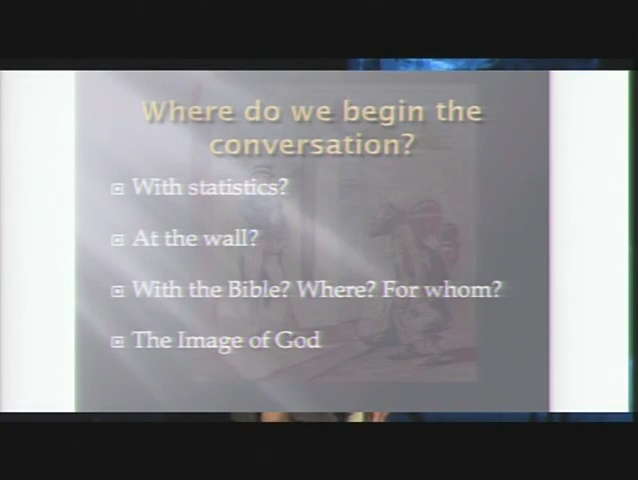 Where do we begin the
conversation?
With statistics?
At the wall?
With the Bible? Where? For whom?
The Image of God